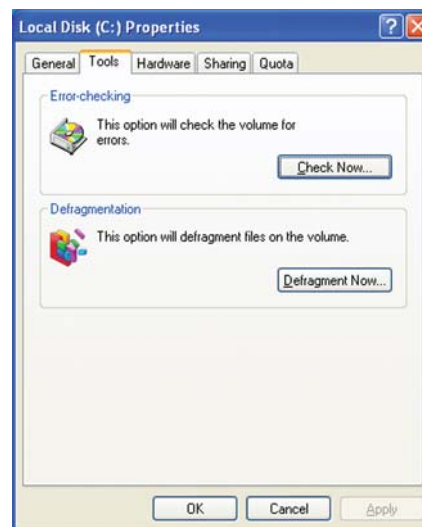 Local Disk (C:) Properties
General Tools Hardware Sharing Quota
Error-checking
This option will check the volume for
errors.
Check Now...
Defragmentation
This option will defragment files on the volume.
Defragment Now...
OK Cancel Apply